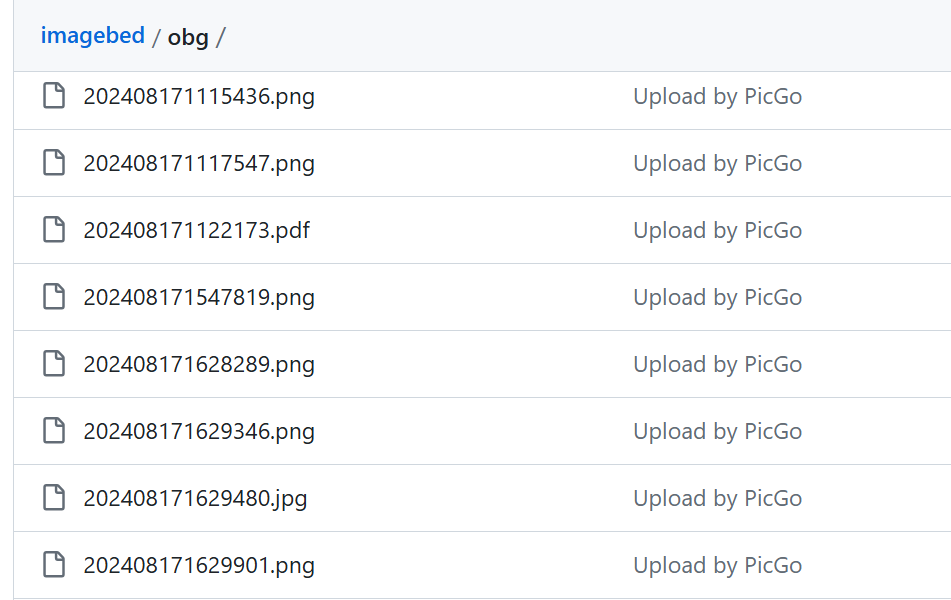 imagebed / obg /
202408171115436.png Upload by PicGo
202408171117547.png Upload by PicGo
202408171122173.pdf Upload by PicGo
202408171547819.png Upload by PicGo
202408171628289.png Upload by PicGo
202408171629346.png Upload by PicGo
202408171629480.jpg Upload by PicGo
202408171629901.png Upload by PicGo